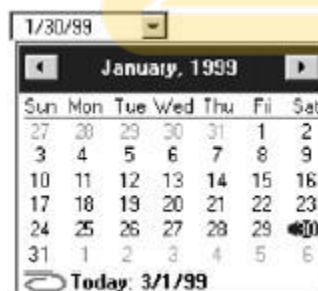 1/30/99
January, 1999
Sun Mon Tue Wed Thu Fri Sat
27 28 29 30 31 1 2
3 4 5 6 7 8 9
10 11 12 13 14 15 16
17 18 19 20 21 22 23
24 25 26 27 28 29
31 1 2 3 4 5 6
Today: 3/1/99